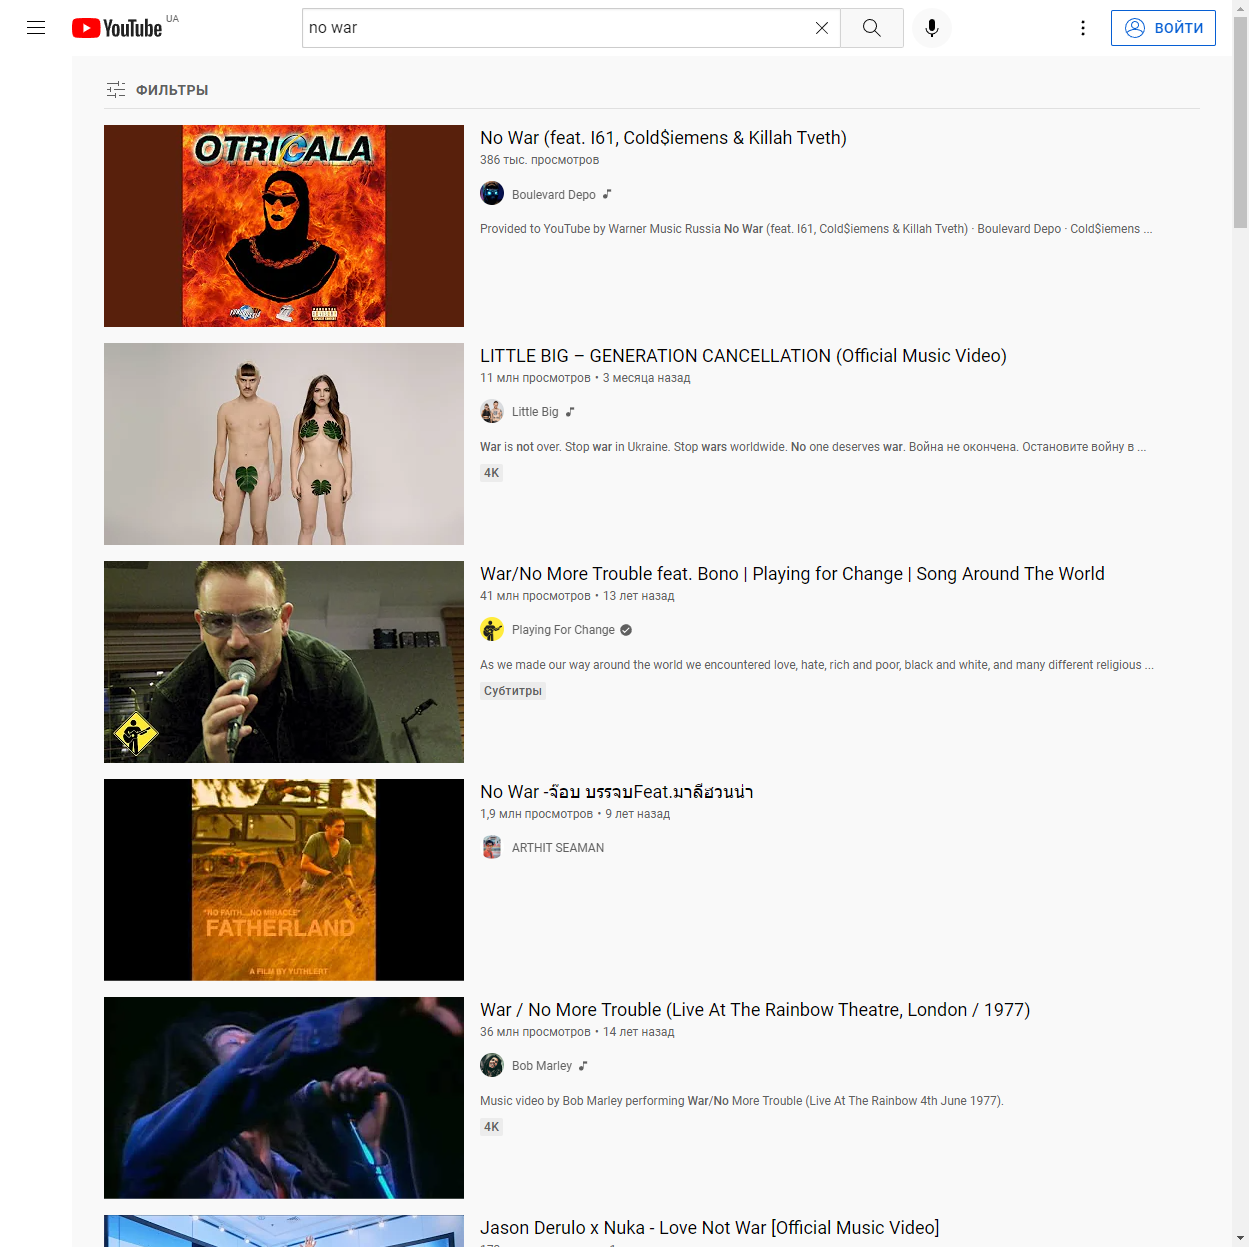 YouTube UA
no war
ВОЙТИ
ФИЛЬТРЫ
OTRICALA
No War (feat. I61, Cold$iemens & Killah Tveth)
386 тыс. просмотров
Boulevard Depo
Provided to YouTube by Warner Music Russia No War (feat. I61, Cold$iemens & Killah Tveth) · Boulevard Depo · Cold$iemens ...
LITTLE BIG – GENERATION CANCELLATION (Official Music Video)
11 млн просмотров • 3 месяца назад
Little Big
War is not over. Stop war in Ukraine. Stop wars worldwide. No one deserves war. Война не окончена. Остановите войну в ...
4K
War/No More Trouble feat. Bono | Playing for Change | Song Around The World
41 млн просмотров • 13 лет назад
Playing For Change
As we made our way around the world we encountered love, hate, rich and poor, black and white, and many different religious ...
Субтитры
"NO FAITH...NO MIRACLE"
FATHERLAND
A FILM BY YUTHLERT
No War -จ๊อบ บรรจบFeat.มาลีฮวนน่า
1,9 млн просмотров • 9 лет назад
ARTHIT SEAMAN
War / No More Trouble (Live At The Rainbow Theatre, London / 1977)
36 млн просмотров • 14 лет назад
Bob Marley
Music video by Bob Marley performing War/No More Trouble (Live At The Rainbow 4th June 1977).
4K
Jason Derulo x Nuka - Love Not War [Official Music Video]